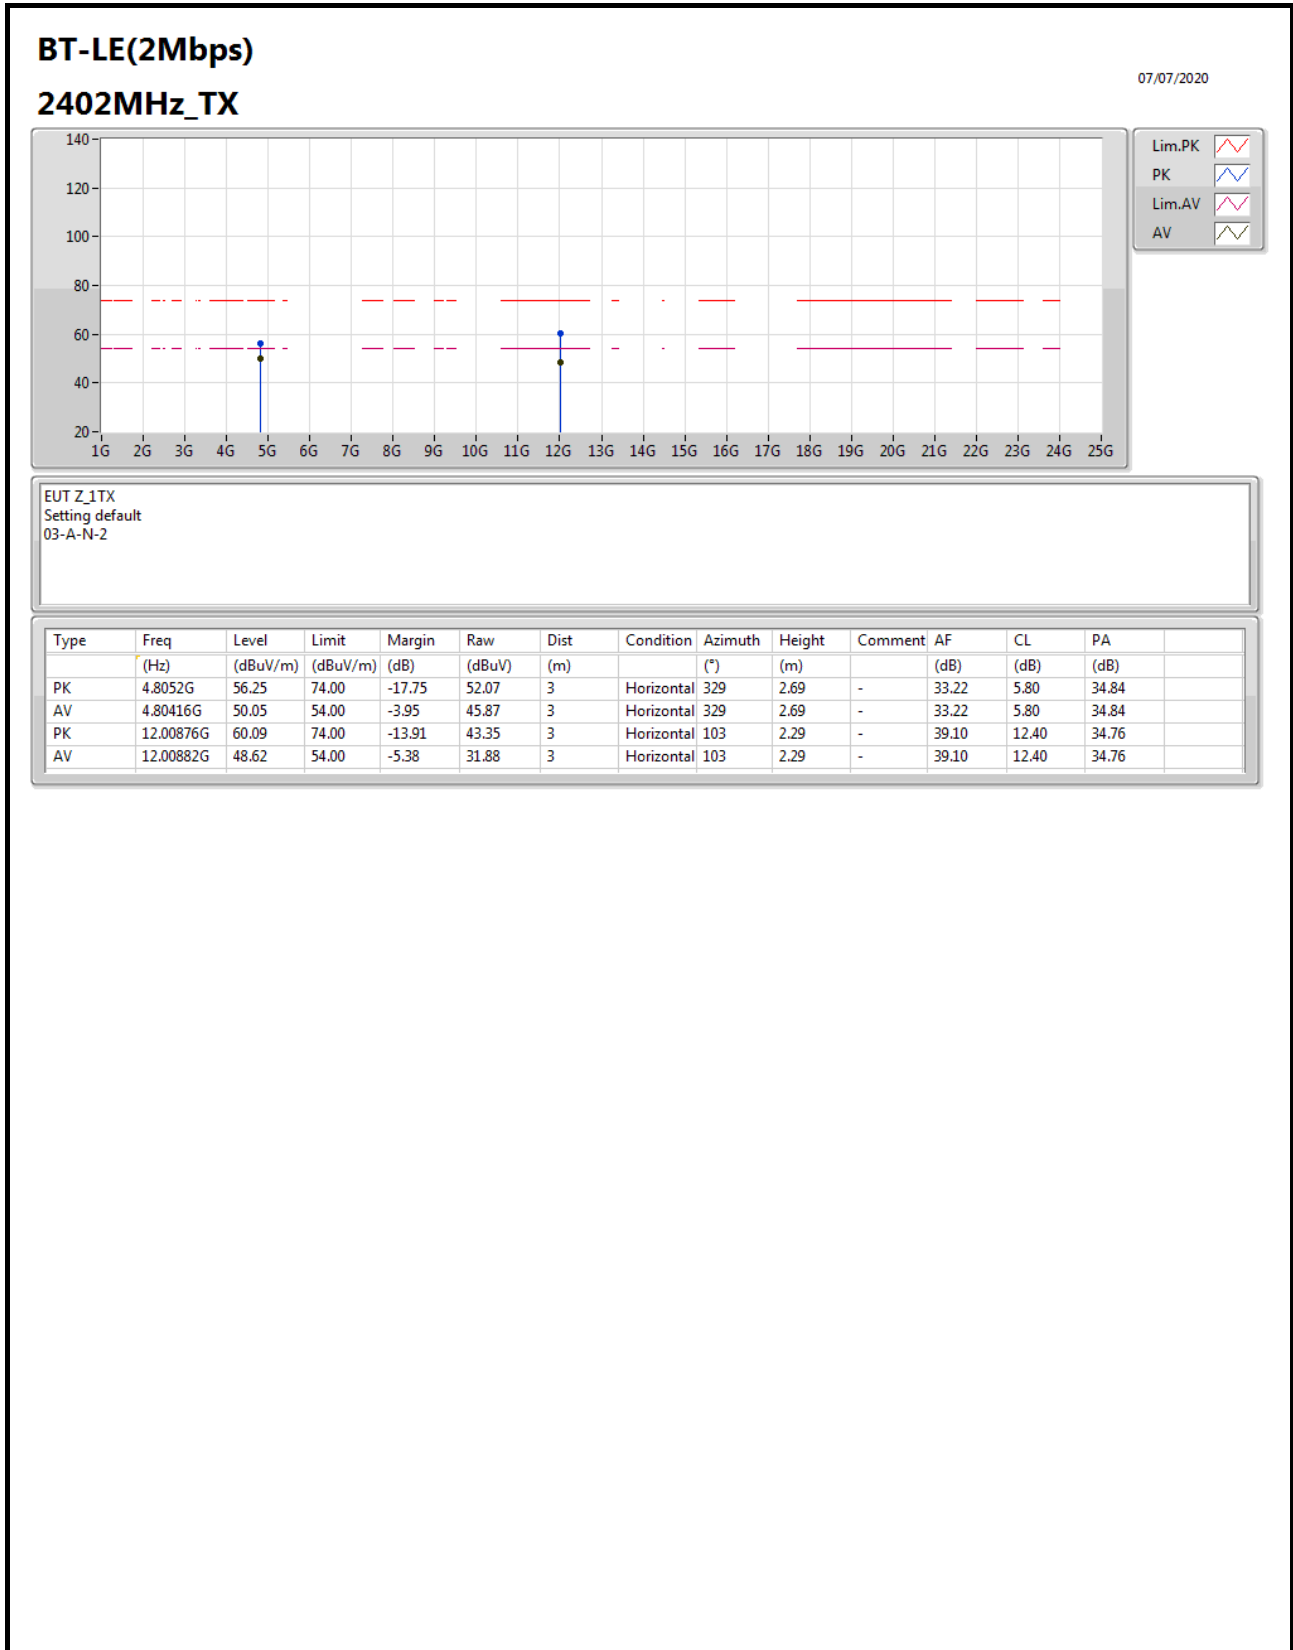 BT-LE(2Mbps)
07/07/2020
2402MHz_TX
140
120
100
80
60
40
20
1G 2G 3G 4G 5G 6G 7G 8G 9G 10G 11G 12G 13G 14G 15G 16G 17G 18G 19G 20G 21G 22G 23G 24G 25G
Lim.PK
PK
Lim.AV
AV
EUT Z_1TX
Setting default
03-A-N-2
Type Freq Level Limit Margin Raw Dist Condition Azimuth Height Comment AF CL PA
(Hz) (dBuV/m) (dBuV/m) (dB) (dBuV) (m) (°) (m) (dB) (dB) (dB)
PK 4.8052G 56.25 74.00 -17.75 52.07 3 Horizontal 329 2.69 - 33.22 5.80 34.84
AV 4.80416G 50.05 54.00 -3.95 45.87 3 Horizontal 329 2.69 - 33.22 5.80 34.84
PK 12.00876G 60.09 74.00 -13.91 43.35 3 Horizontal 103 2.29 - 39.10 12.40 34.76
AV 12.00882G 48.62 54.00 -5.38 31.88 3 Horizontal 103 2.29 - 39.10 12.40 34.76